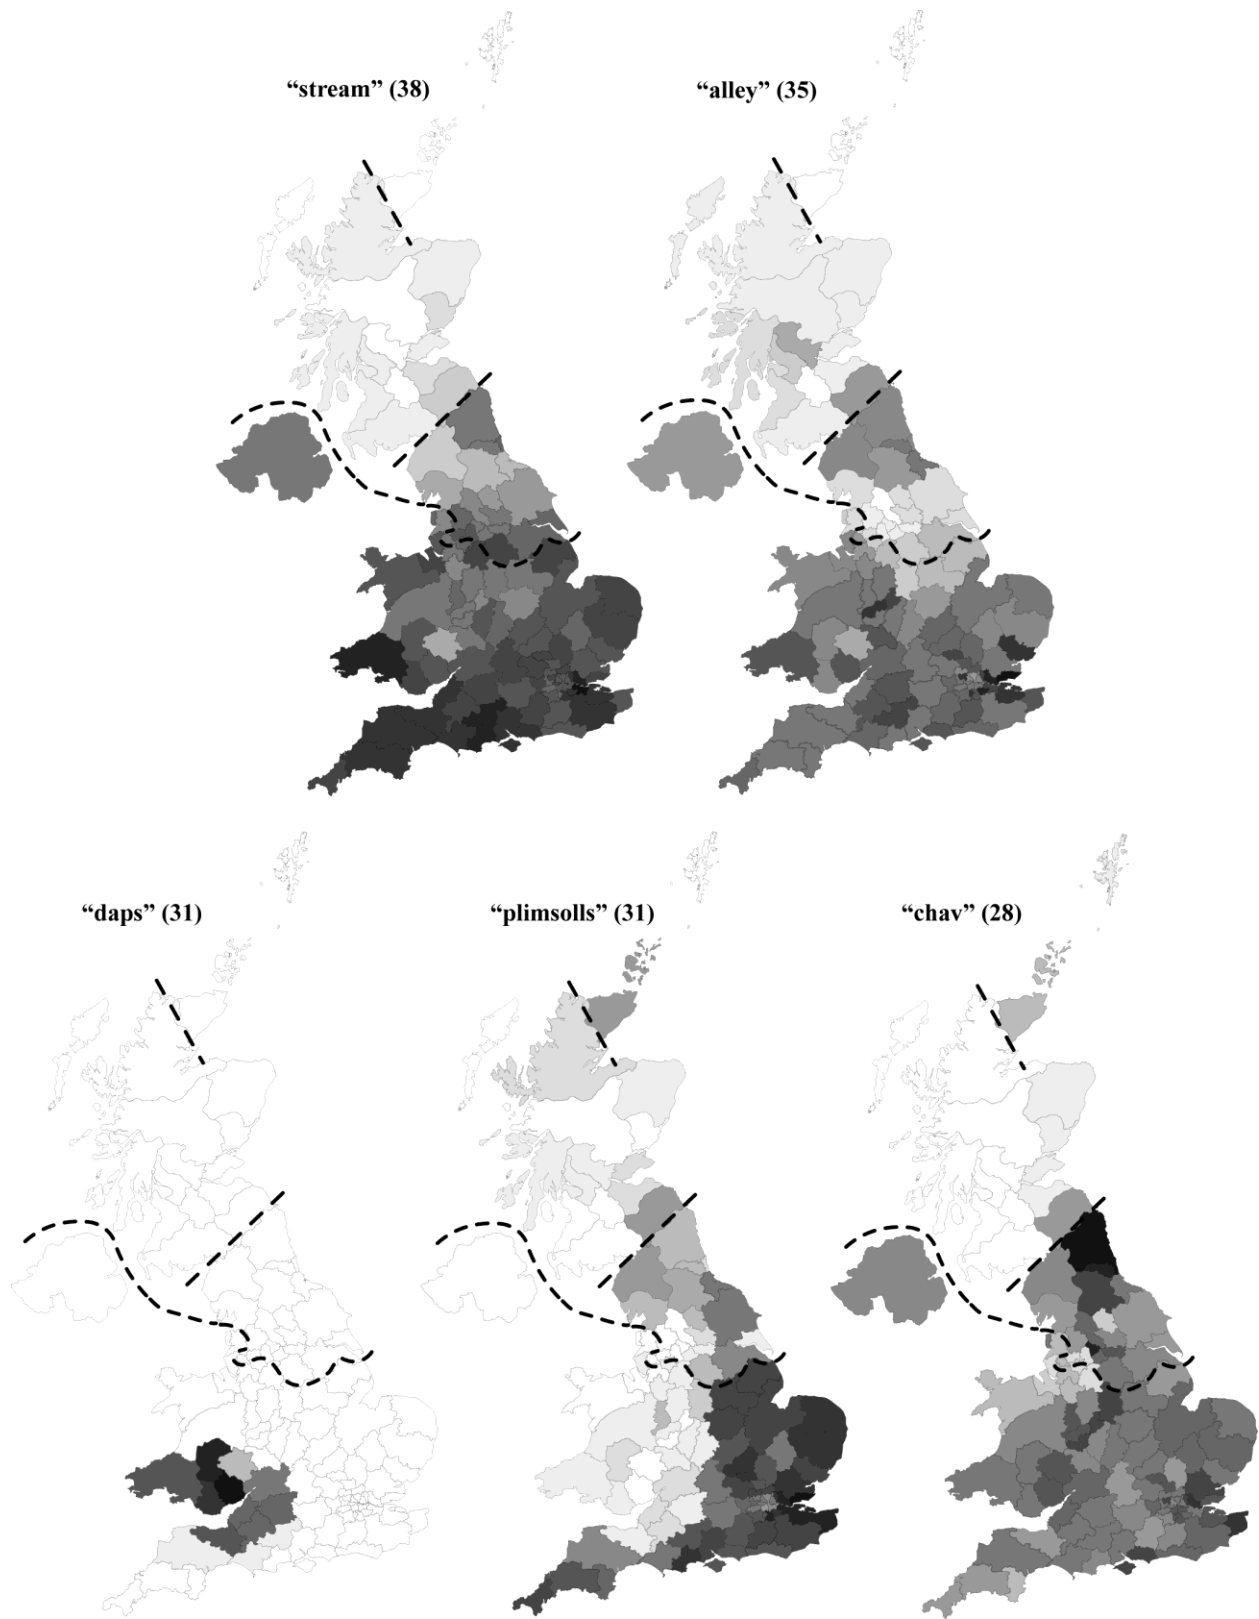 “stream” (38)
“alley” (35)
“daps” (31)
“plimsolls” (31)
“chav” (28)